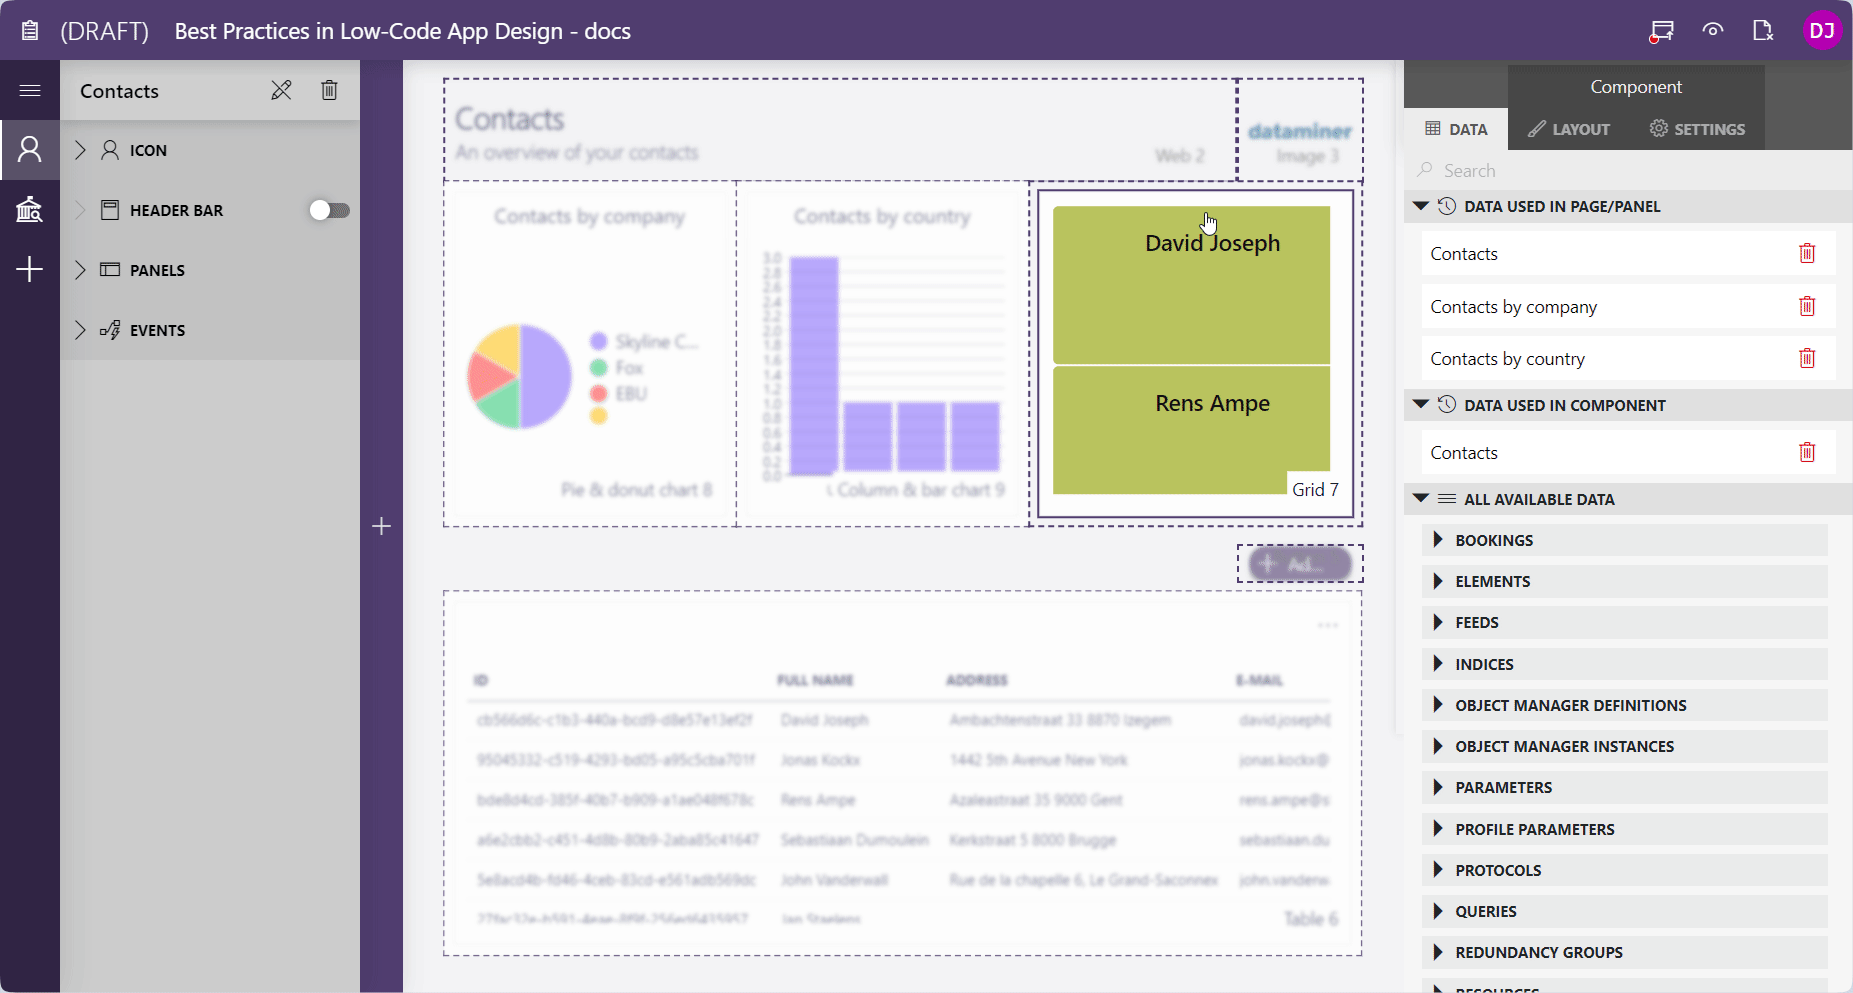 (DRAFT) Best Practices in Low-Code App Design - docs
DJ
Contacts
ICON
HEADER BAR
PANELS
EVENTS
Contacts
An overview of your contacts
Web 2
dataminer
Image 3
Contacts by company
Skyline C...
Fox
EBU
Pie & donut chart 8
Contacts by country
3.0
2.8
2.6
2.4
2.2
2.0
1.8
1.6
1.4
1.2
1.0
0.8
0.6
0.4
0.2
0.0
Column & bar chart 9
David Joseph
Rens Ampe
Grid 7
Ad...
ID FULL NAME ADDRESS E-MAIL
cb566d6c-c1b3-440a-bcd9-d8e57e13ef2f David Joseph Ambachtenstraat 33 8870 Izegem david.joseph
95045332-c519-4293-bd05-a95c5cba701f Jonas Kockx 1442 5th Avenue New York jonas.kockx@
bde8d4cd-385f-40b7-b909-a1ae048f678c Rens Ampe Azaleastraat 35 9000 Gent rens.ampe@s
a6e2cbb2-c451-4d8b-80b9-2aba85c41647 Sebastiaan Dumoulein Kerkstraat 5 8000 Brugge sebastiaan.du
5e8acd4b-fd46-4ceb-83cd-e561adb569dc John Vanderwall Rue de la chapelle 6, Le Grand-Saconnex john.vanderw
Jan Staelens
Table 6
Component
DATA LAYOUT SETTINGS
Search
DATA USED IN PAGE/PANEL
Contacts
Contacts by company
Contacts by country
DATA USED IN COMPONENT
Contacts
ALL AVAILABLE DATA
BOOKINGS
ELEMENTS
FEEDS
INDICES
OBJECT MANAGER DEFINITIONS
OBJECT MANAGER INSTANCES
PARAMETERS
PROFILE PARAMETERS
PROTOCOLS
QUERIES
REDUNDANCY GROUPS
RESOURCES